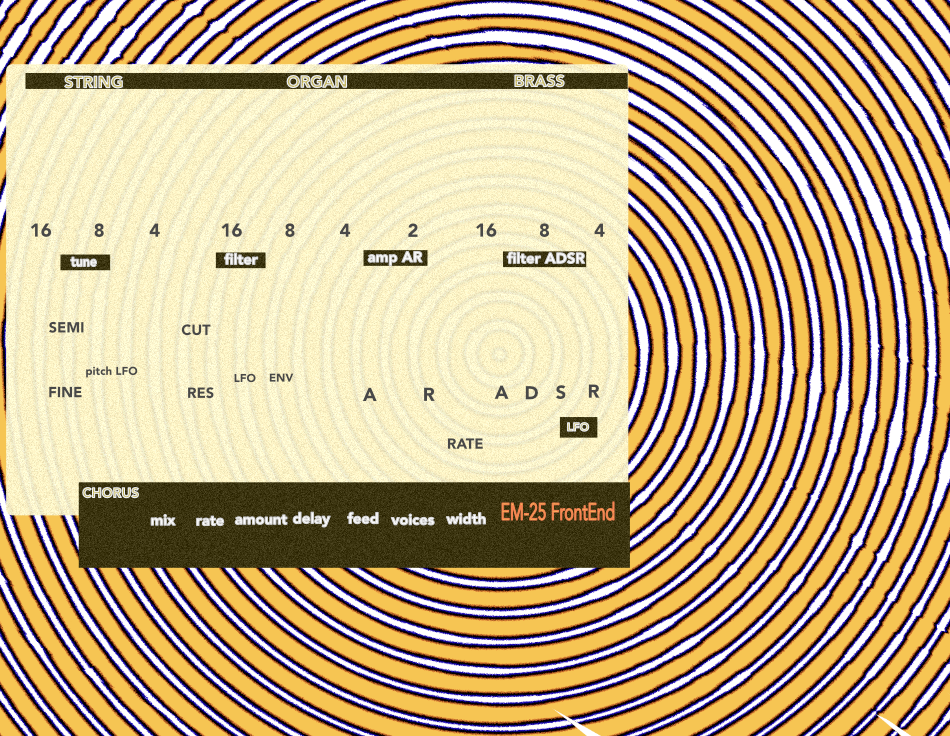 STRING ORGAN BRASS
16 8 4 16 8 4 2 16 8 4
tune filter amp AR filter ADSR
SEMI CUT
pitch LFO LFO ENV
FINE RES A R A D S R
LFO
RATE
CHORUS
EM-25 FrontEnd
mix rate amount delay feed voices width